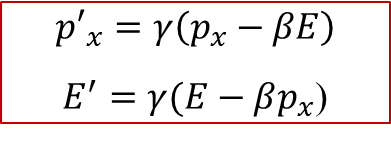 p'ₓ = γ(pₓ − βE)
E' = γ(E − βpₓ)